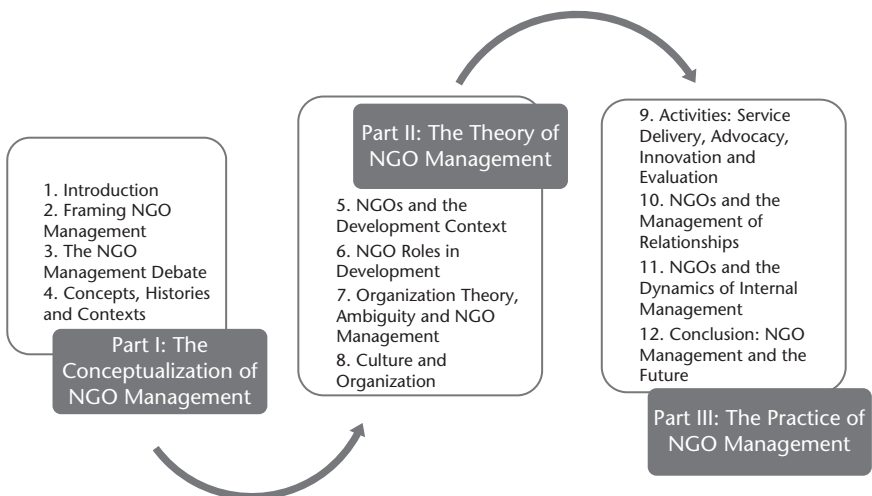 1. Introduction
2. Framing NGO
Management
3. The NGO
Management Debate
4. Concepts, Histories
and Contexts
Part I: The
Conceptualization of
NGO Management
Part II: The Theory of
NGO Management
5. NGOs and the
Development Context
6. NGO Roles in
Development
7. Organization Theory,
Ambiguity and NGO
Management
8. Culture and
Organization
9. Activities: Service
Delivery, Advocacy,
Innovation and
Evaluation
10. NGOs and the
Management of
Relationships
11. NGOs and the
Dynamics of Internal
Management
12. Conclusion: NGO
Management and the
Future
Part III: The Practice of
NGO Management